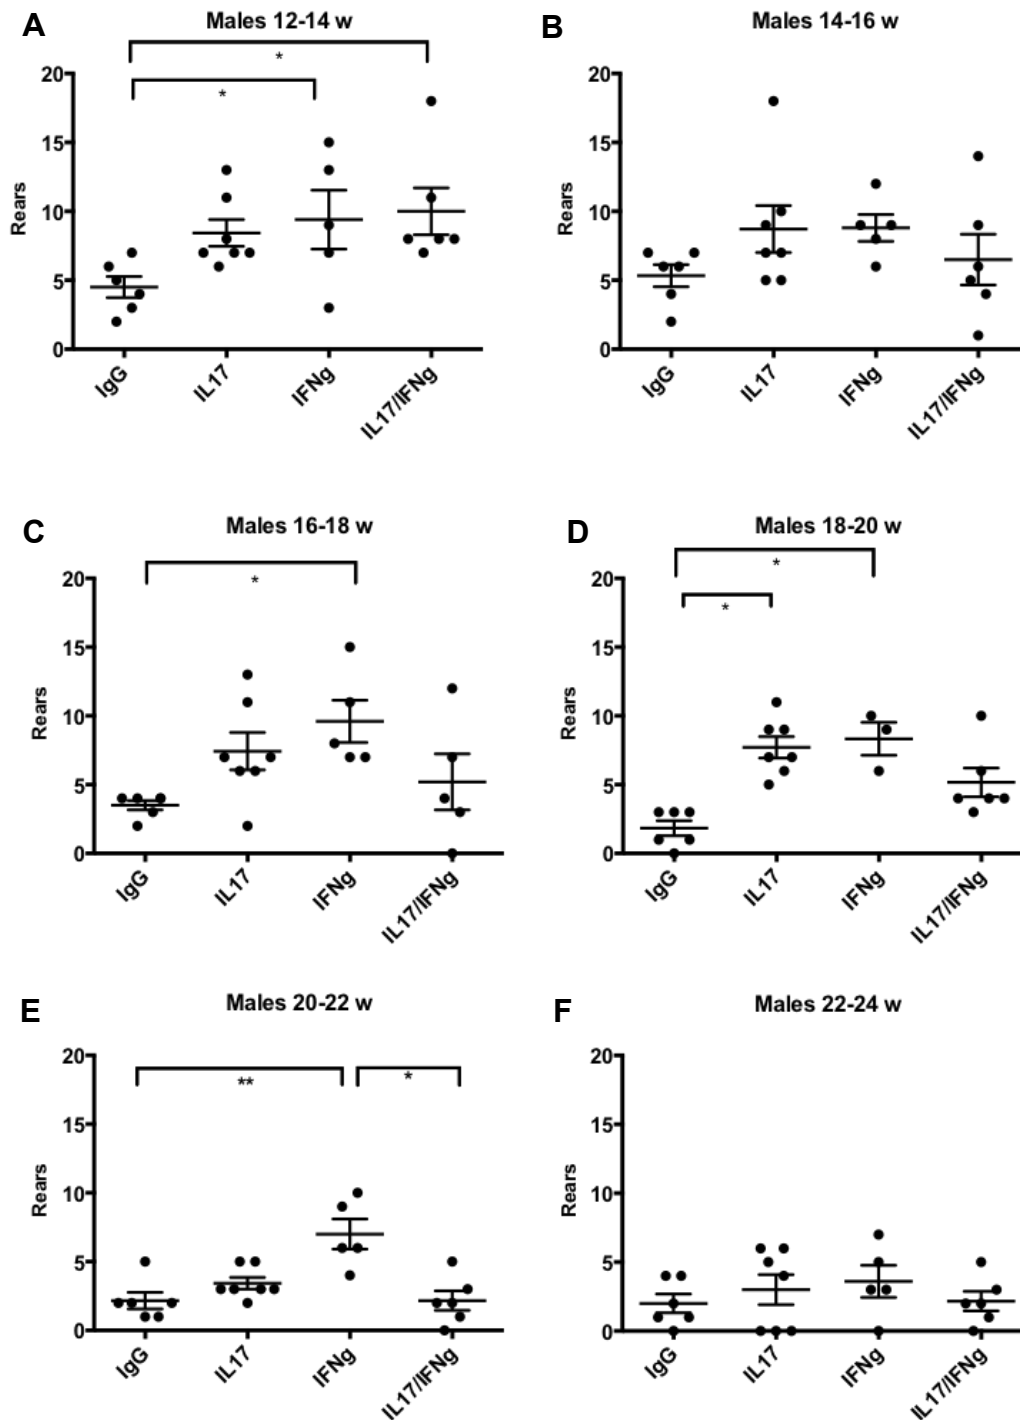 A
Males 12-14 w
*
*
Rears
20
15
10
5
0
IgG
IL17
IFNg
IL17/IFNg
B
Males 14-16 w
Rears
20
15
10
5
0
IgG
IL17
IFNg
IL17/IFNg
C
Males 16-18 w
*
Rears
20
15
10
5
0
IgG
IL17
IFNg
IL17/IFNg
D
Males 18-20 w
*
*
Rears
20
15
10
5
0
IgG
IL17
IFNg
IL17/IFNg
E
Males 20-22 w
**
*
Rears
20
15
10
5
0
IgG
IL17
IFNg
IL17/IFNg
F
Males 22-24 w
Rears
20
15
10
5
0
IgG
IL17
IFNg
IL17/IFNg